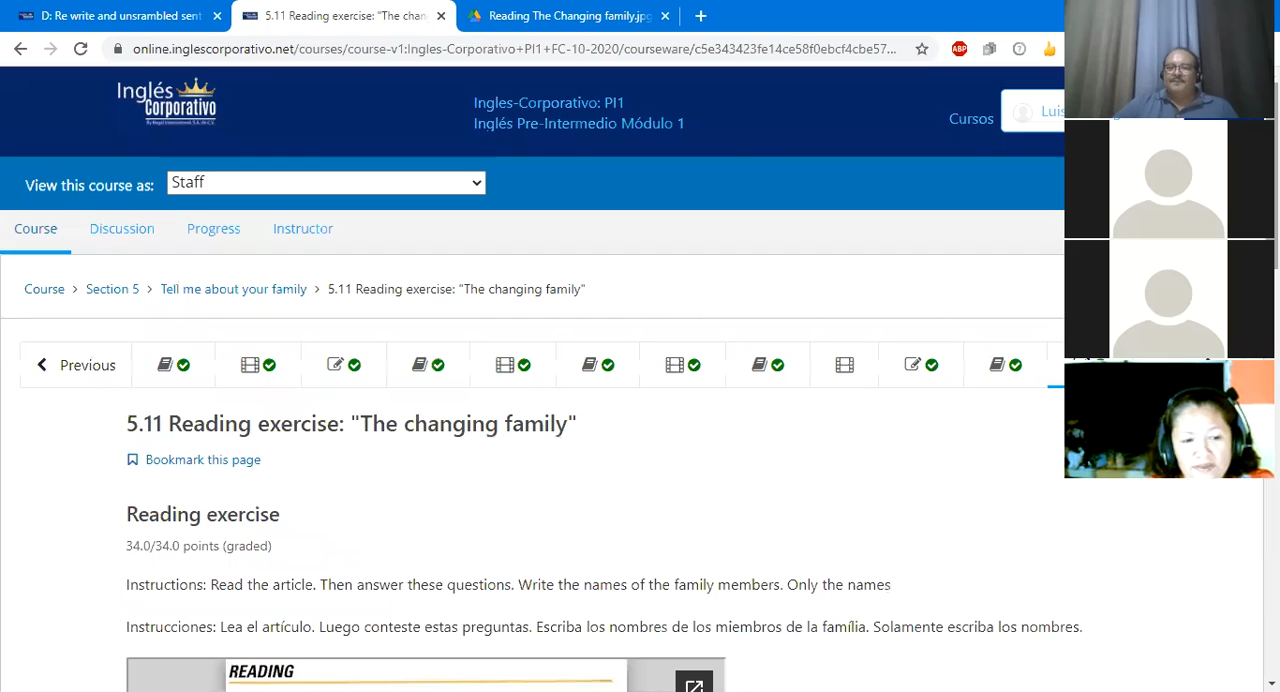 D: Re write and unsrambled sent
5.11 Reading exercise: "The chan
Reading The Changing family.jpg
online.inglescorporativo.net/courses/course-v1:Ingles-Corporativo+PI1+FC-10-2020/courseware/c5e343423fe14ce58f0ebcf4cbe57...
ABP
Inglés
Corporativo
Ingles-Corporativo: PI1
Inglés Pre-Intermedio Módulo 1
Cursos
Luis
View this course as:
Staff
Course
Discussion
Progress
Instructor
Course > Section 5 > Tell me about your family > 5.11 Reading exercise: "The changing family"
Previous
5.11 Reading exercise: "The changing family"
Bookmark this page
Reading exercise
34.0/34.0 points (graded)
Instructions: Read the article. Then answer these questions. Write the names of the family members. Only the names
Instrucciones: Lea el artículo. Luego conteste estas preguntas. Escriba los nombres de los miembros de la família. Solamente escriba los nombres.
READING